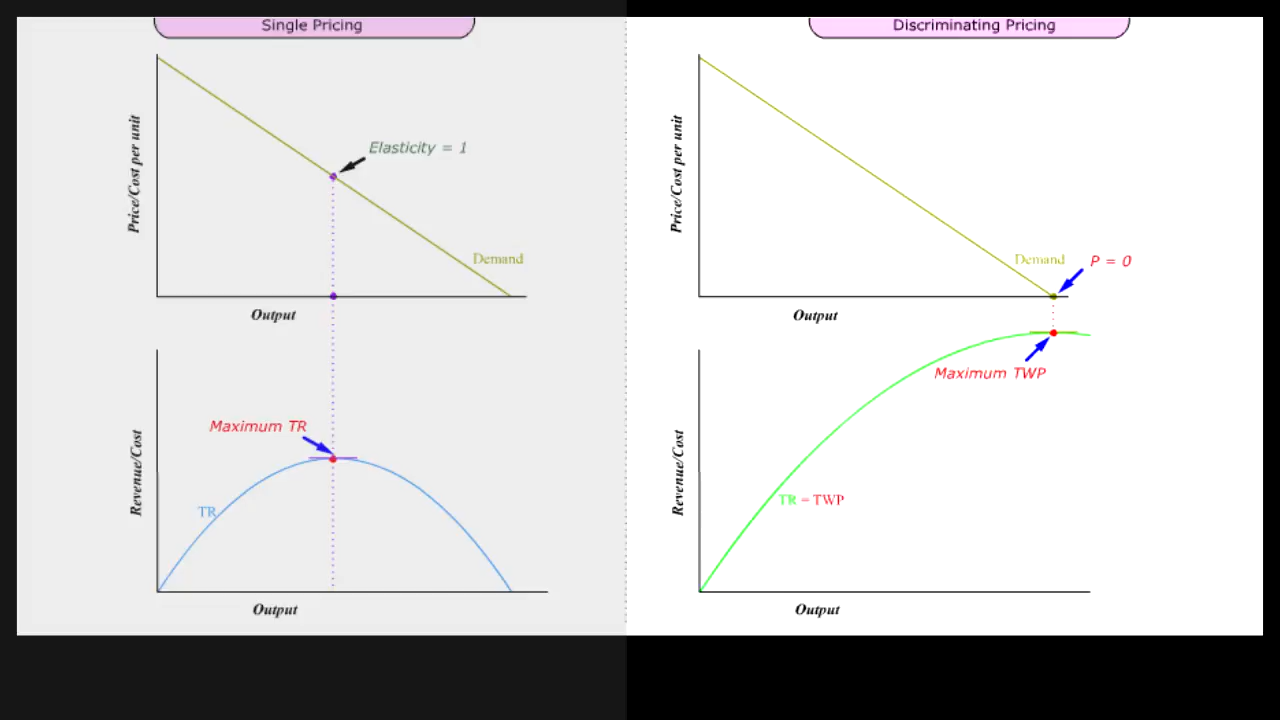 Single Pricing
Price/Cost per unit
Elasticity = 1
Demand
Output
Revenue/Cost
Maximum TR
TR
Output
Discriminating Pricing
Price/Cost per unit
Demand
P = 0
Output
Maximum TWP
Revenue/Cost
TR = TWP
Output